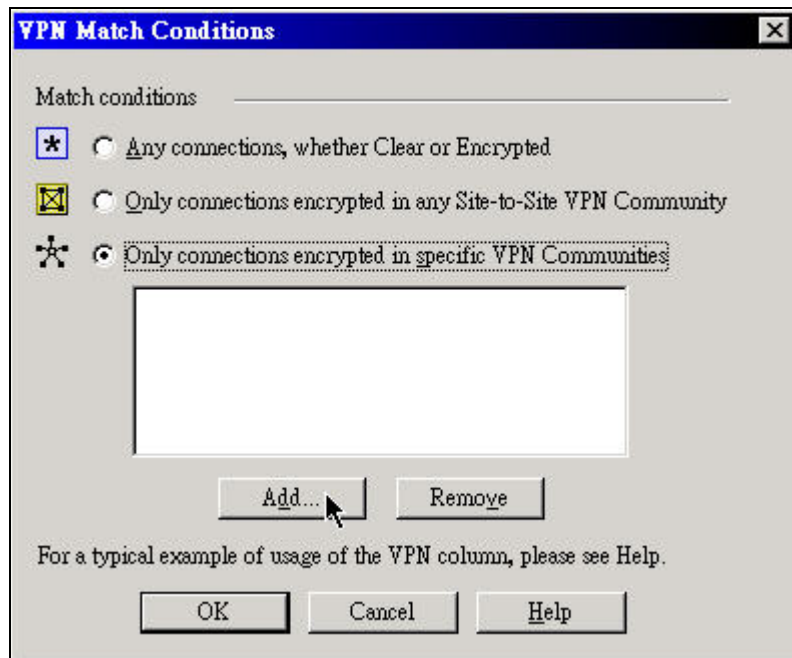 VPN Match Conditions
Match conditions
Any connections, whether Clear or Encrypted
Only connections encrypted in any Site-to-Site VPN Community
Only connections encrypted in specific VPN Communities
Add... Remove
For a typical example of usage of the VPN column, please see Help.
OK Cancel Help